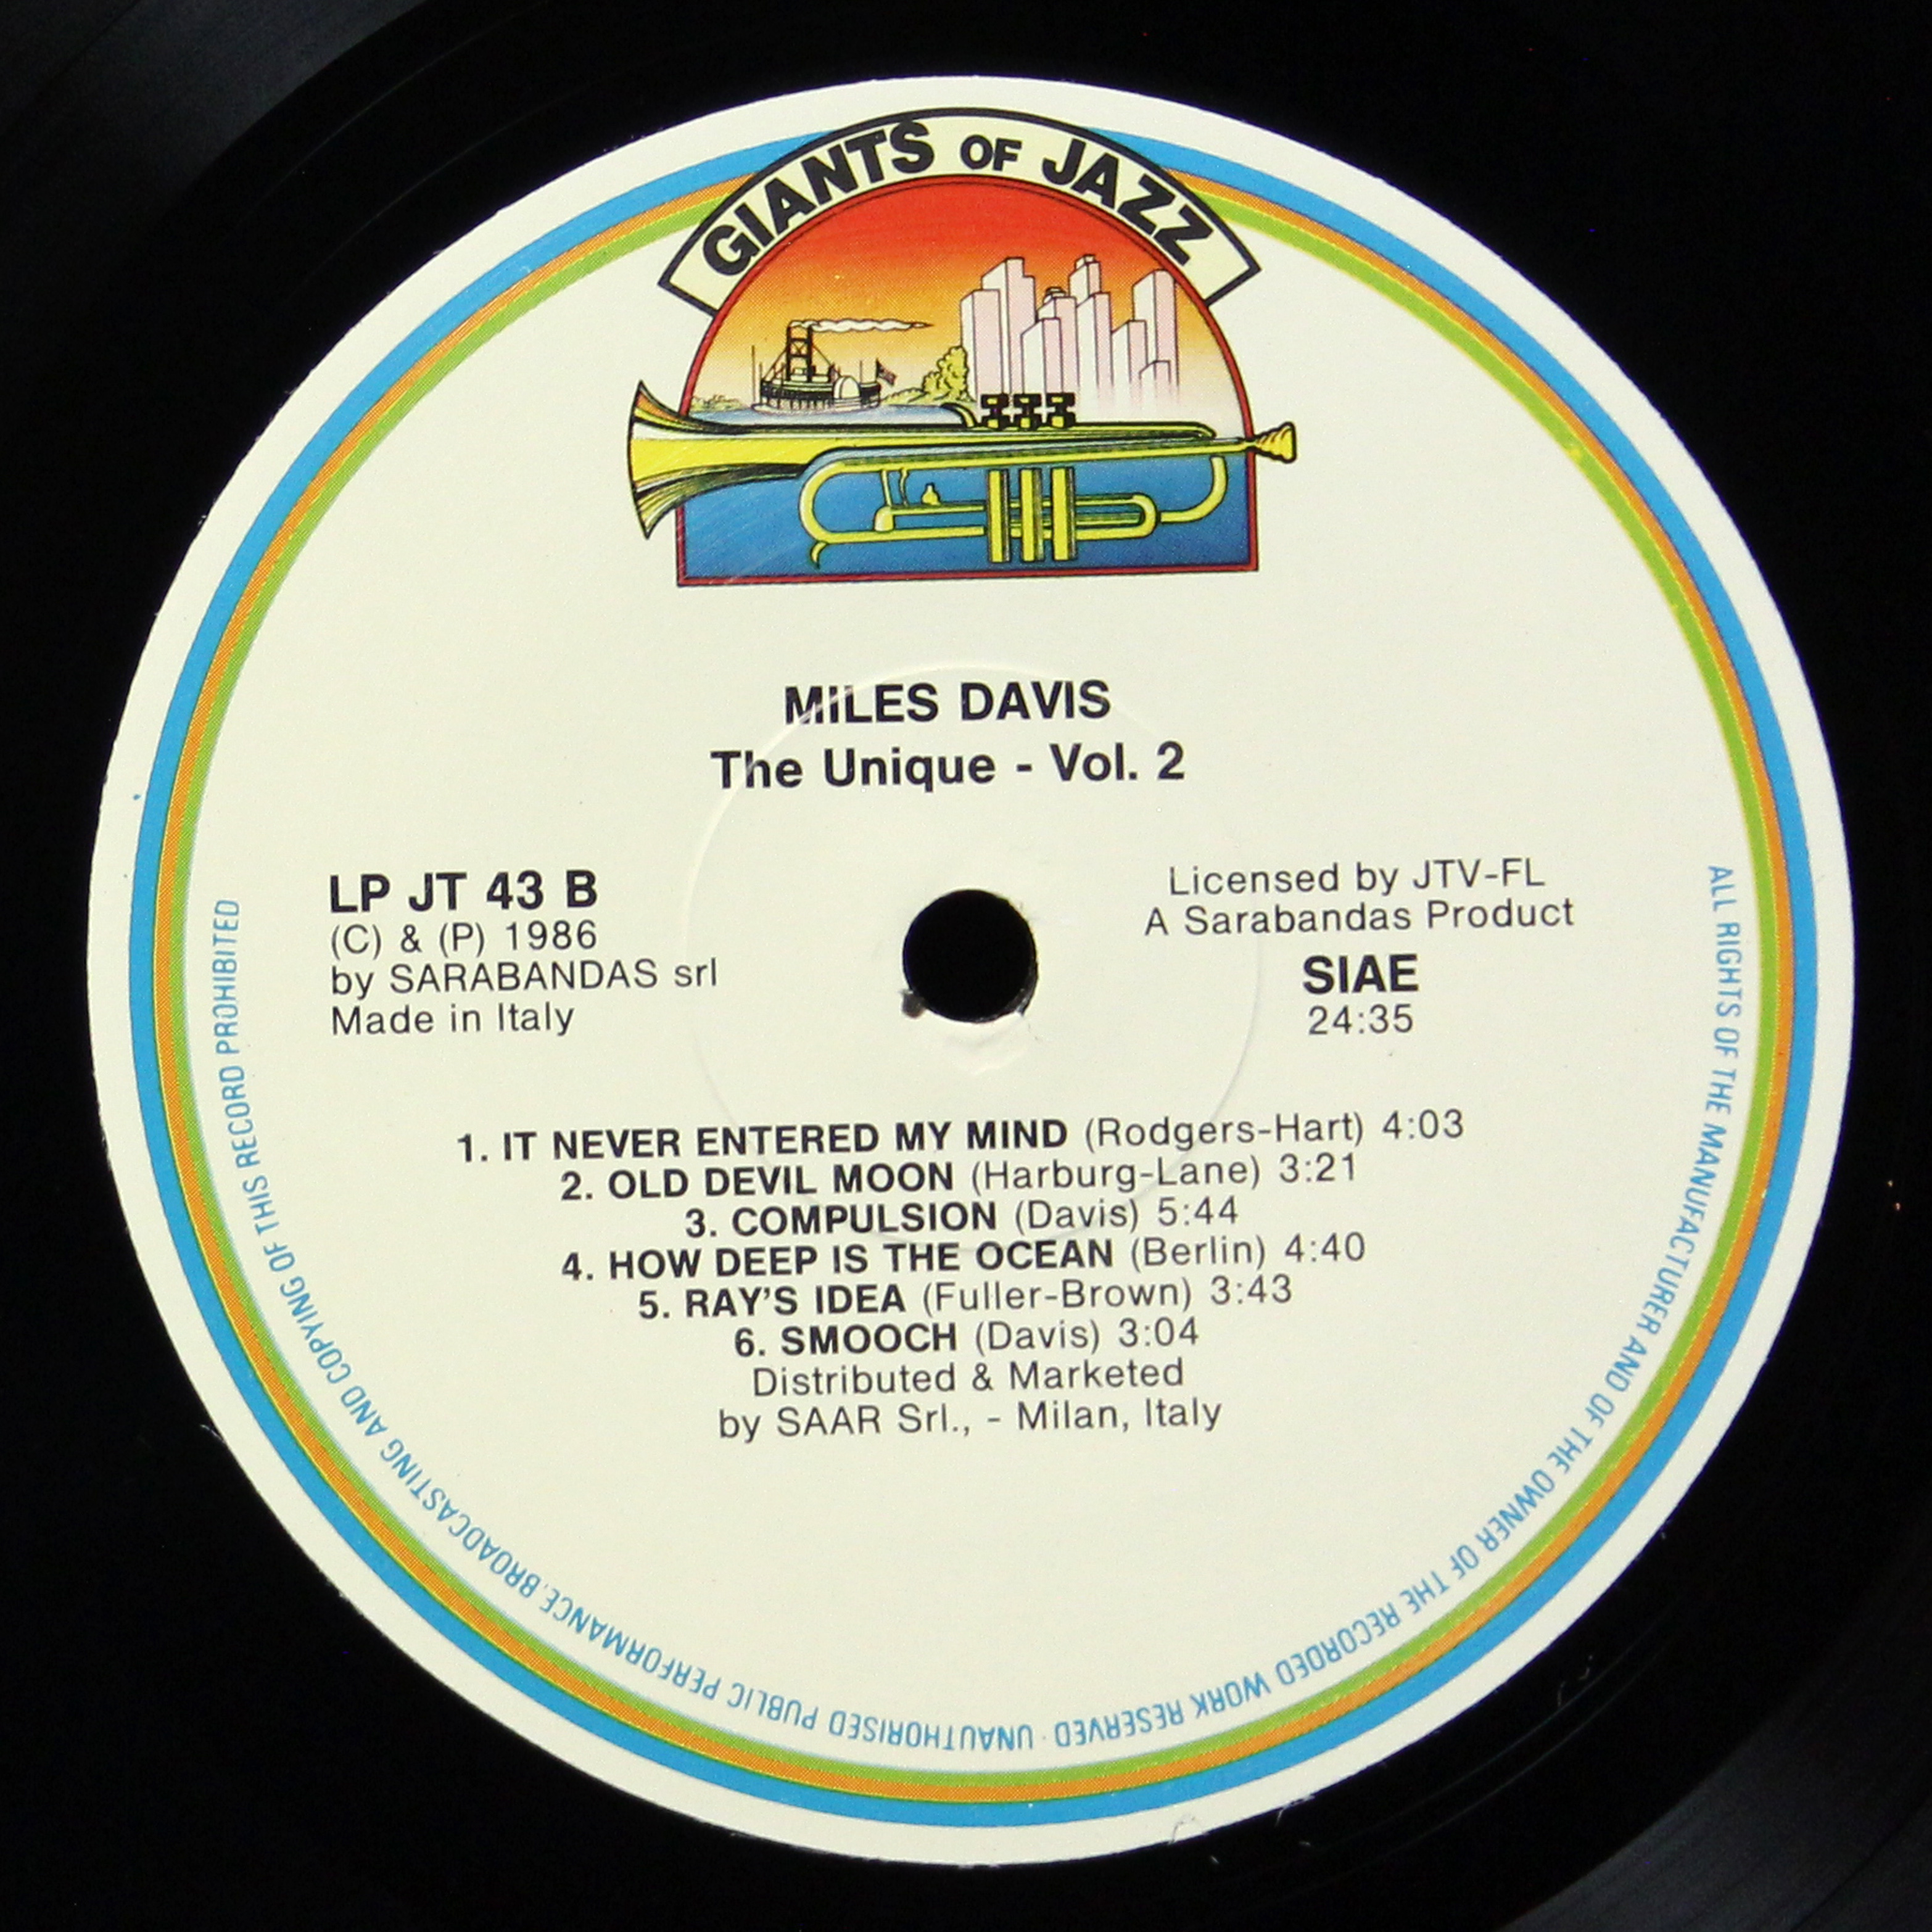 GIANTS OF JAZZ
MILES DAVIS
The Unique - Vol. 2
LP JT 43 B
(C) & (P) 1986
by SARABANDAS srl
Made in Italy
Licensed by JTV-FL
A Sarabandas Product
SIAE
24:35
1. IT NEVER ENTERED MY MIND (Rodgers-Hart) 4:03
2. OLD DEVIL MOON (Harburg-Lane) 3:21
3. COMPULSION (Davis) 5:44
4. HOW DEEP IS THE OCEAN (Berlin) 4:40
5. RAY'S IDEA (Fuller-Brown) 3:43
6. SMOOCH (Davis) 3:04
Distributed & Marketed
by SAAR Srl., - Milan, Italy
ALL RIGHTS OF THE MANUFACTURER AND OF THE OWNER OF THE RECORDED WORK RESERVED · UNAUTHORISED PUBLIC PERFORMANCE, BROADCASTING AND COPYING OF THIS RECORD PROHIBITED